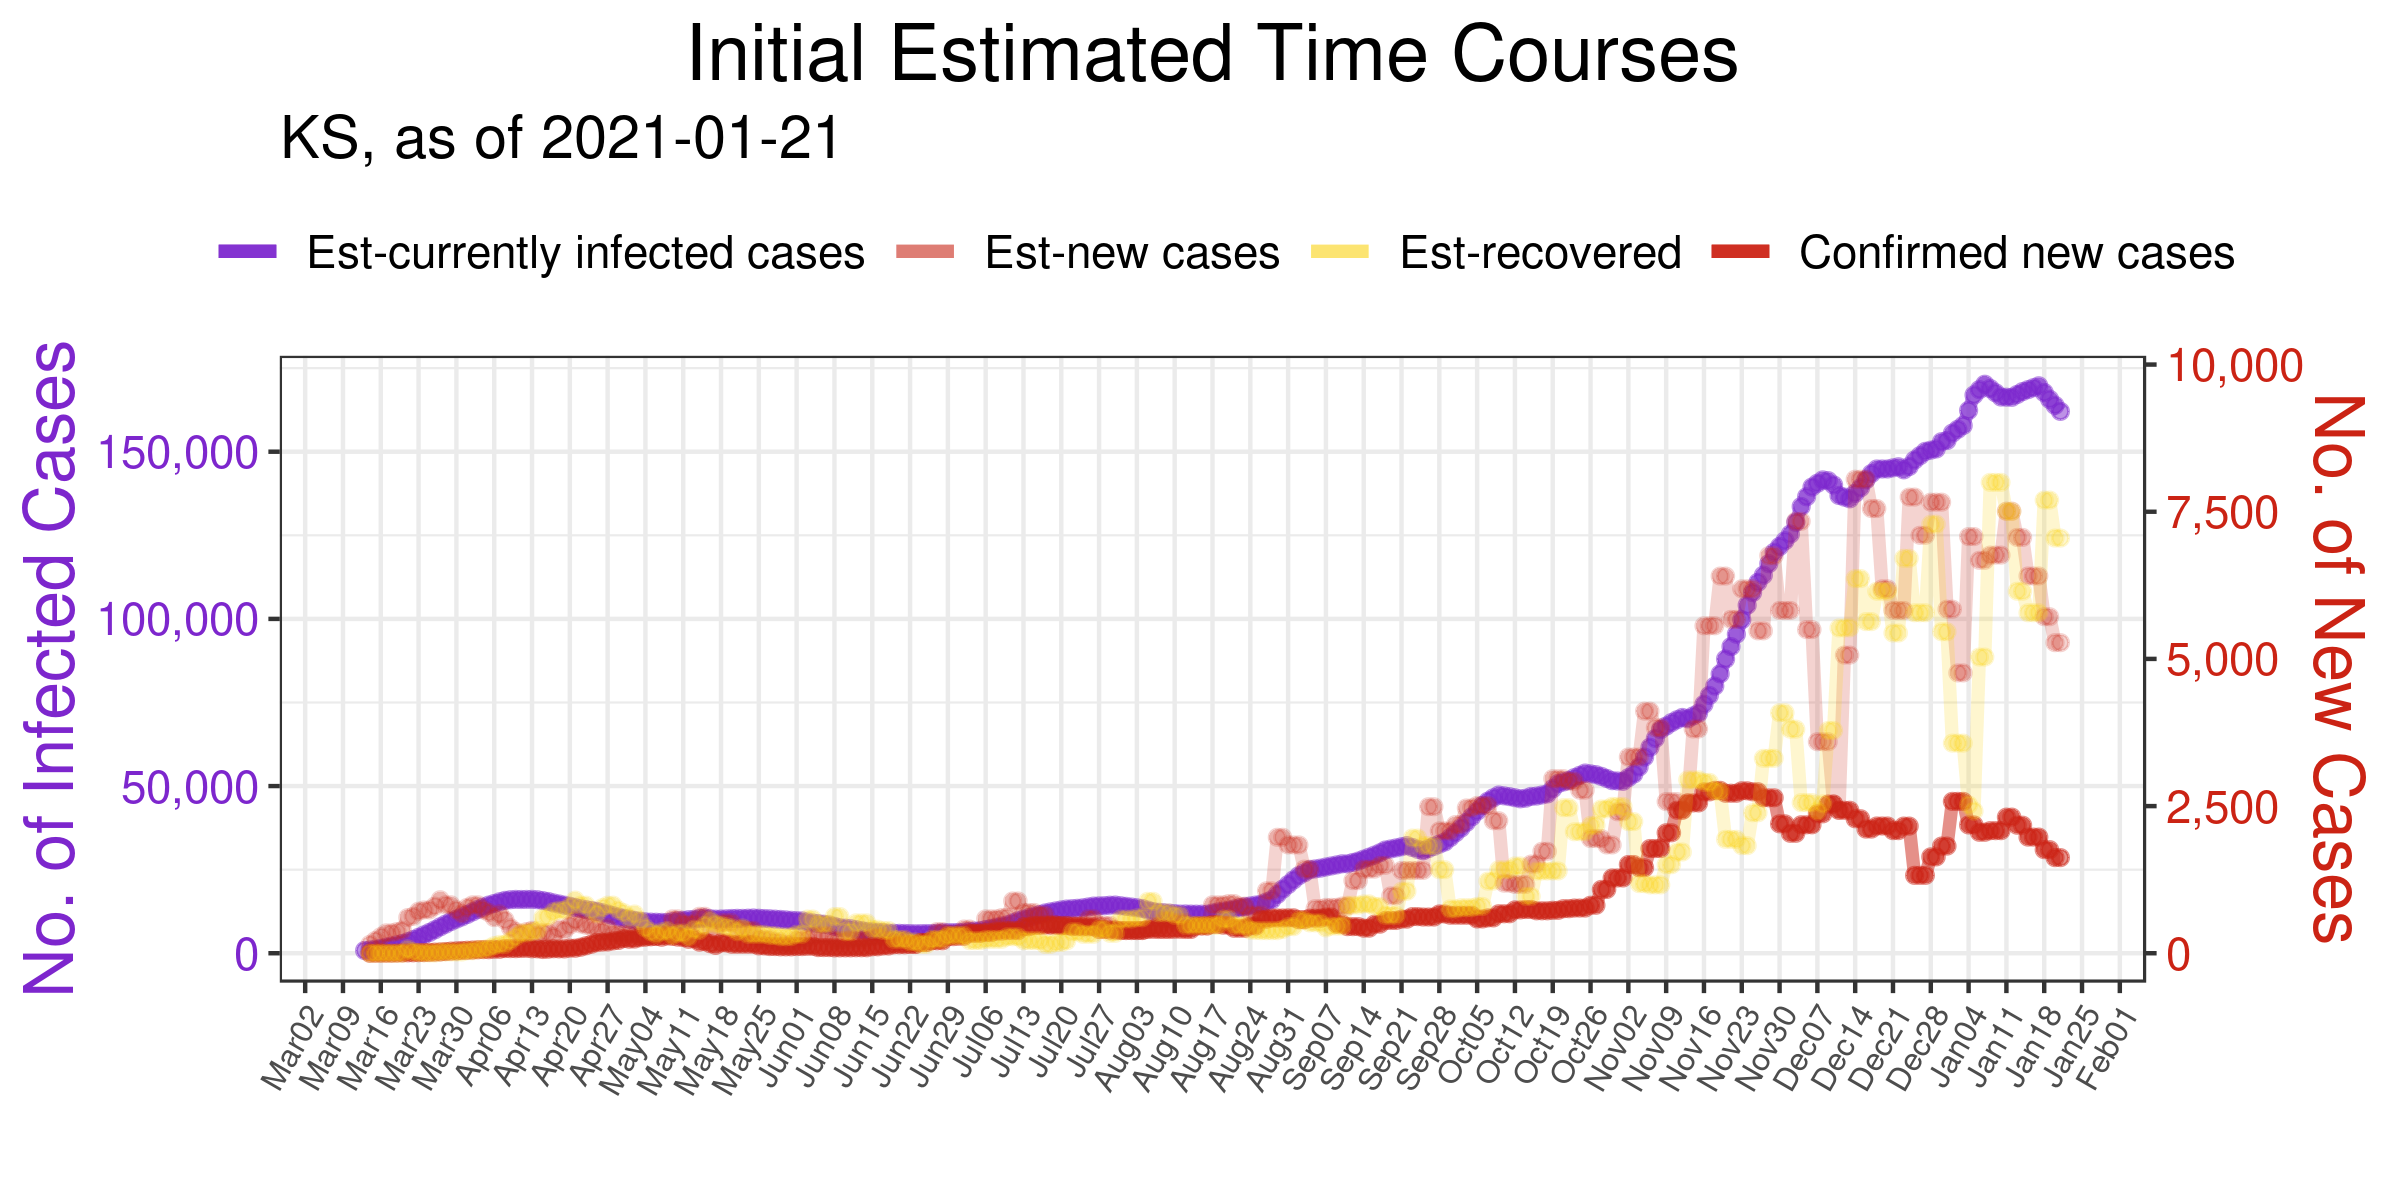 Initial Estimated Time Courses
KS, as of 2021-01-21
Est-currently infected cases
Est-new cases
Est-recovered
Confirmed new cases
No. of Infected Cases
150,000
100,000
50,000
0
10,000
7,500
5,000
2,500
0
No. of New Cases
Mar02
Mar09
Mar16
Mar23
Mar30
Apr06
Apr13
Apr20
Apr27
May04
May11
May18
May25
Jun01
Jun08
Jun15
Jun22
Jun29
Jul06
Jul13
Jul20
Jul27
Aug03
Aug10
Aug17
Aug24
Aug31
Sep07
Sep14
Sep21
Sep28
Oct05
Oct12
Oct19
Oct26
Nov02
Nov09
Nov16
Nov23
Nov30
Dec07
Dec14
Dec21
Dec28
Jan04
Jan11
Jan18
Jan25
Feb01